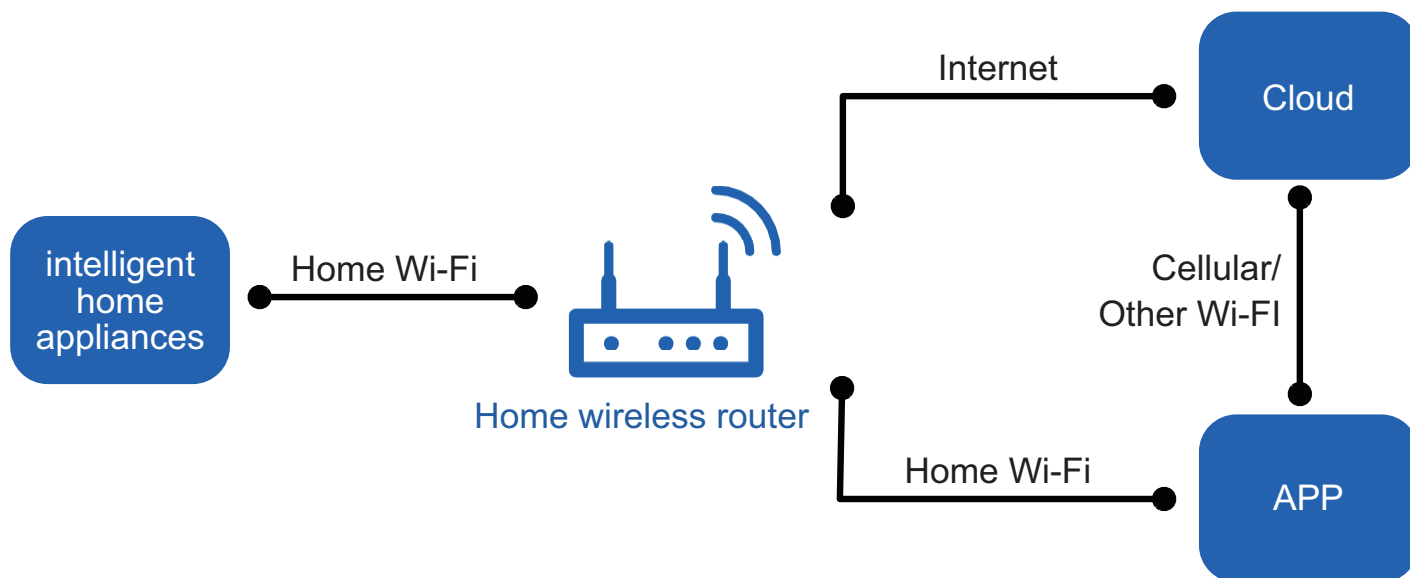 Internet
Cloud
intelligent
home
appliances
Home Wi-Fi
Cellular/
Other Wi-FI
Home wireless router
Home Wi-Fi
APP